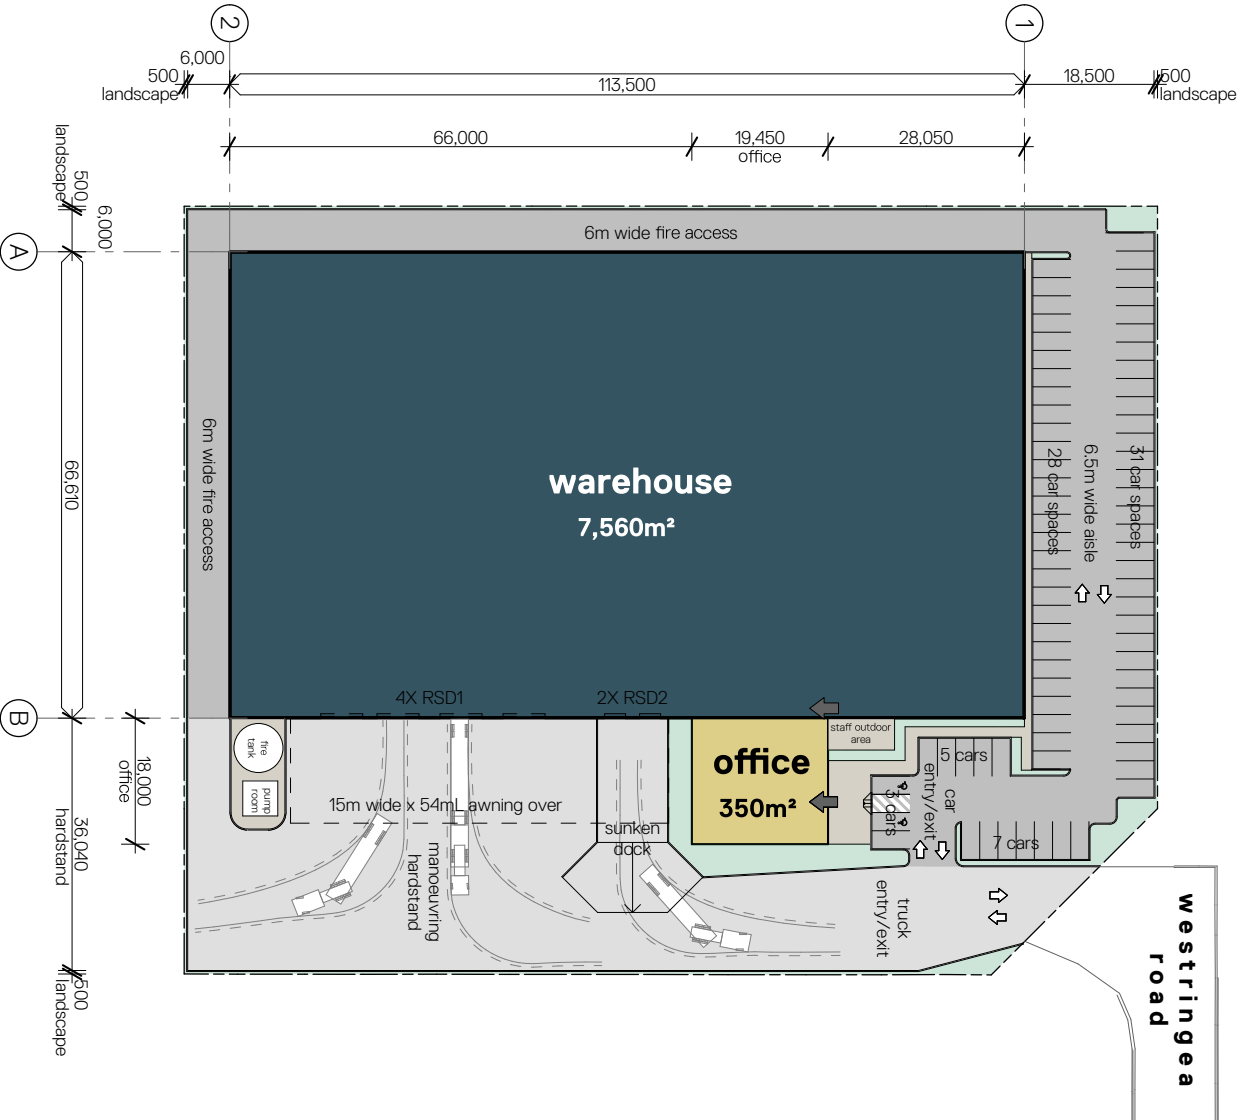 2
1
6,000
500
landscape
113,500
18,500
500
landscape
66,000
19,450
office
28,050
landscape
500
6,000
A
6m wide fire access
66,610
6m wide fire access
warehouse
7,560m²
28 car spaces
6.5m wide aisle
31 car spaces
4X RSD1
2X RSD2
B
18,000
office
36,040
hardstand
500
landscape
fire
tank
pump
room
15m wide x 54mL awning over
manoeuvring
hardstand
sunken
dock
office
350m²
staff outdoor
area
5 cars
3 cars
car
entry/exit
7 cars
truck
entry/exit
westringea
road